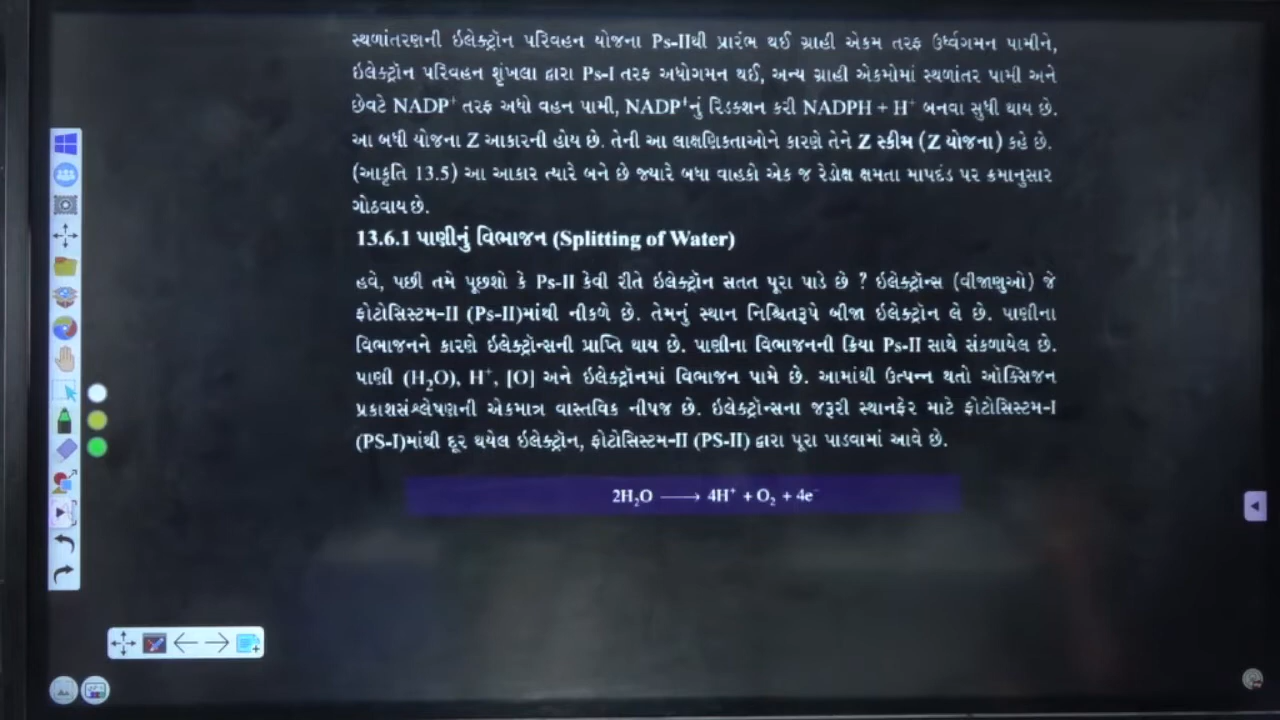 સ્થળાંતરણની ઇલેક્ટ્રૉન પરિવહન યોજના Ps-IIથી પ્રારંભ થઈ ગ્રાહી એકમ તરફ ઉર્ધ્વગમન પામીને,
ઇલેક્ટ્રૉન પરિવહન શૃંખલા દ્વારા Ps-I તરફ અધોગમન થઈ, અન્ય ગ્રાહી એકમોમાં સ્થળાંતર પામી અને
છેવટે NADP⁺ તરફ અધો વહન પામી, NADP⁺નું રિડક્શન કરી NADPH + H⁺ બનવા સુધી થાય છે.
આ બધી યોજના Z આકારની હોય છે. તેની આ લાક્ષણિકતાઓને કારણે તેને Z સ્કીમ (Z યોજના) કહે છે.
(આકૃતિ 13.5) આ આકાર ત્યારે બને છે જ્યારે બધા વાહકો એક જ રેડોક્ષ ક્ષમતા માપદંડ પર ક્રમાનુસાર
ગોઠવાય છે.
13.6.1 પાણીનું વિભાજન (Splitting of Water)
હવે, પછી તમે પૂછશો કે Ps-II કેવી રીતે ઇલેક્ટ્રૉન સતત પૂરા પાડે છે ? ઇલેક્ટ્રૉન્સ (વીજાણુઓ) જે
ફોટોસિસ્ટમ-II (Ps-II)માંથી નીકળે છે. તેમનું સ્થાન નિશ્ચિતરૂપે બીજા ઇલેક્ટ્રૉન લે છે. પાણીના
વિભાજનને કારણે ઇલેક્ટ્રૉન્સની પ્રાપ્તિ થાય છે. પાણીના વિભાજનની ક્રિયા Ps-II સાથે સંકળાયેલ છે.
પાણી (H₂O), H⁺, [O] અને ઇલેક્ટ્રૉનમાં વિભાજન પામે છે. આમાંથી ઉત્પન્ન થતો ઑક્સિજન
પ્રકાશસંશ્લેષણની એકમાત્ર વાસ્તવિક નીપજ છે. ઇલેક્ટ્રૉન્સના જરૂરી સ્થાનફેર માટે ફોટોસિસ્ટમ-I
(PS-I)માંથી દૂર થયેલ ઇલેક્ટ્રૉન, ફોટોસિસ્ટમ-II (PS-II) દ્વારા પૂરા પાડવામાં આવે છે.
2H₂O ⟶ 4H⁺ + O₂ + 4e⁻